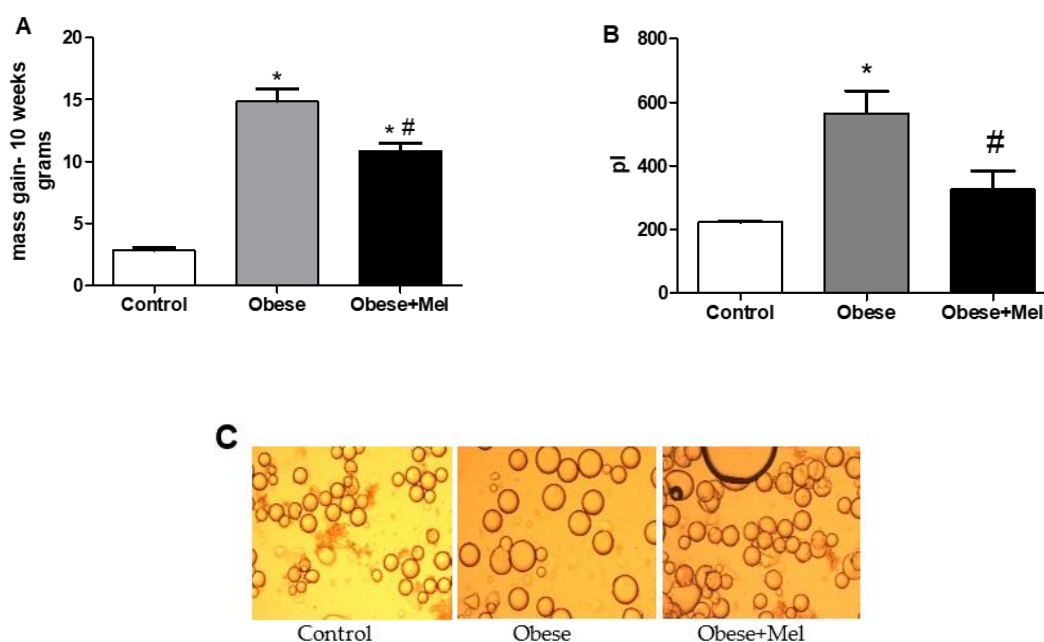 A
mass gain- 10 weeks
grams
20
15
10
5
0
*
* #
Control
Obese
Obese+Mel
B
pl
800
600
400
200
0
*
#
Control
Obese
Obese+Mel
C
Control
Obese
Obese+Mel